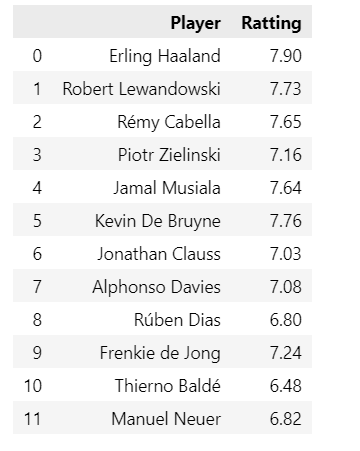 Player Ratting
0 Erling Haaland 7.90
1 Robert Lewandowski 7.73
2 Rémy Cabella 7.65
3 Piotr Zielinski 7.16
4 Jamal Musiala 7.64
5 Kevin De Bruyne 7.76
6 Jonathan Clauss 7.03
7 Alphonso Davies 7.08
8 Rúben Dias 6.80
9 Frenkie de Jong 7.24
10 Thierno Baldé 6.48
11 Manuel Neuer 6.82